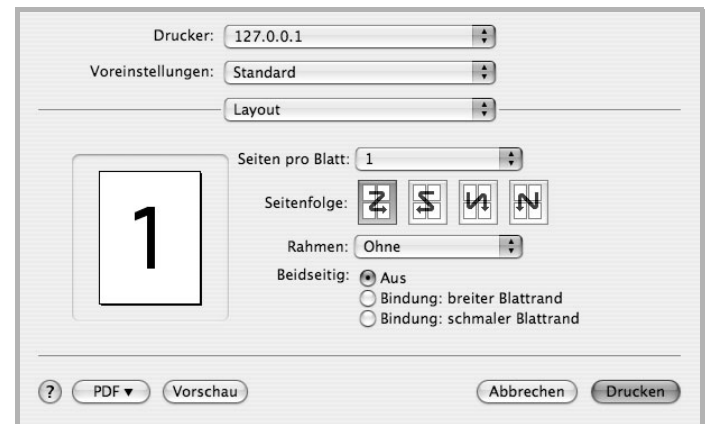 Drucker: 127.0.0.1
Voreinstellungen: Standard
Layout
Seiten pro Blatt: 1
Seitenfolge:
Rahmen: Ohne
Beidseitig: Aus
Bindung: breiter Blattrand
Bindung: schmaler Blattrand
1
? PDF▼ Vorschau Abbrechen Drucken